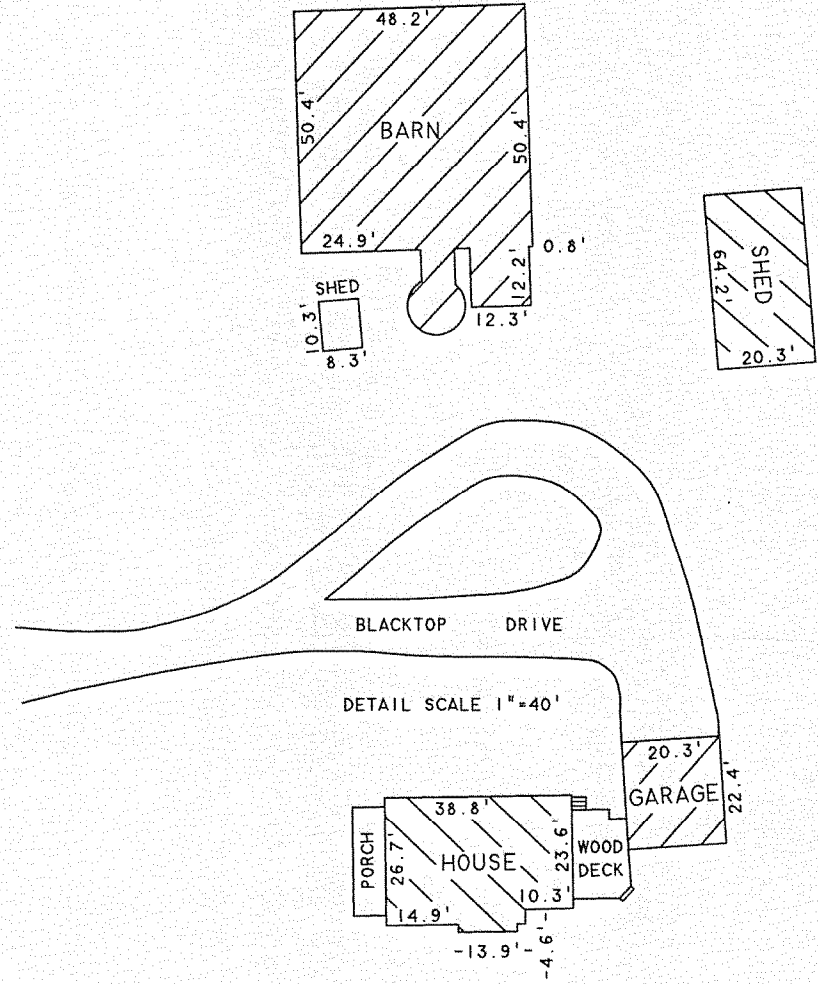 48.2'
50.4'
BARN
50.4'
24.9'
0.8'
12.2'
12.3'
SHED
10.3'
8.3'
SHED
64.2'
20.3'
BLACKTOP DRIVE
DETAIL SCALE 1"=40'
20.3'
GARAGE
22.4'
38.8'
PORCH
26.7'
HOUSE
23.6'
WOOD
DECK
10.3'
14.9'
-13.9'-
-4.6'-